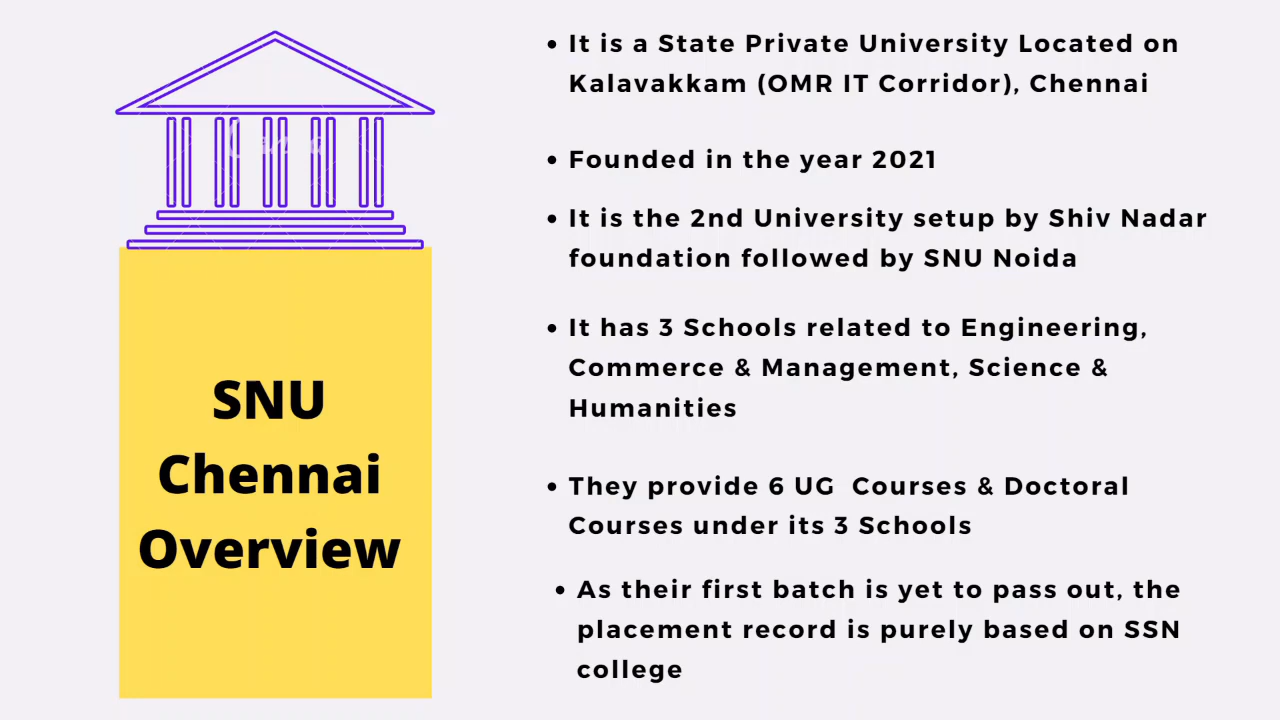 SNU
Chennai
Overview
• It is a State Private University Located on
Kalavakkam (OMR IT Corridor), Chennai
• Founded in the year 2021
• It is the 2nd University setup by Shiv Nadar
foundation followed by SNU Noida
• It has 3 Schools related to Engineering,
Commerce & Management, Science &
Humanities
• They provide 6 UG  Courses & Doctoral
Courses under its 3 Schools
• As their first batch is yet to pass out, the
placement record is purely based on SSN
college